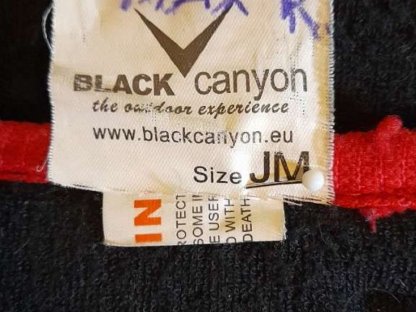 BLACK canyon
the outdoor experience
www.blackcanyon.eu
Size JM
IN
ROTECT
SOME I
E USER
D WITH
DEATH